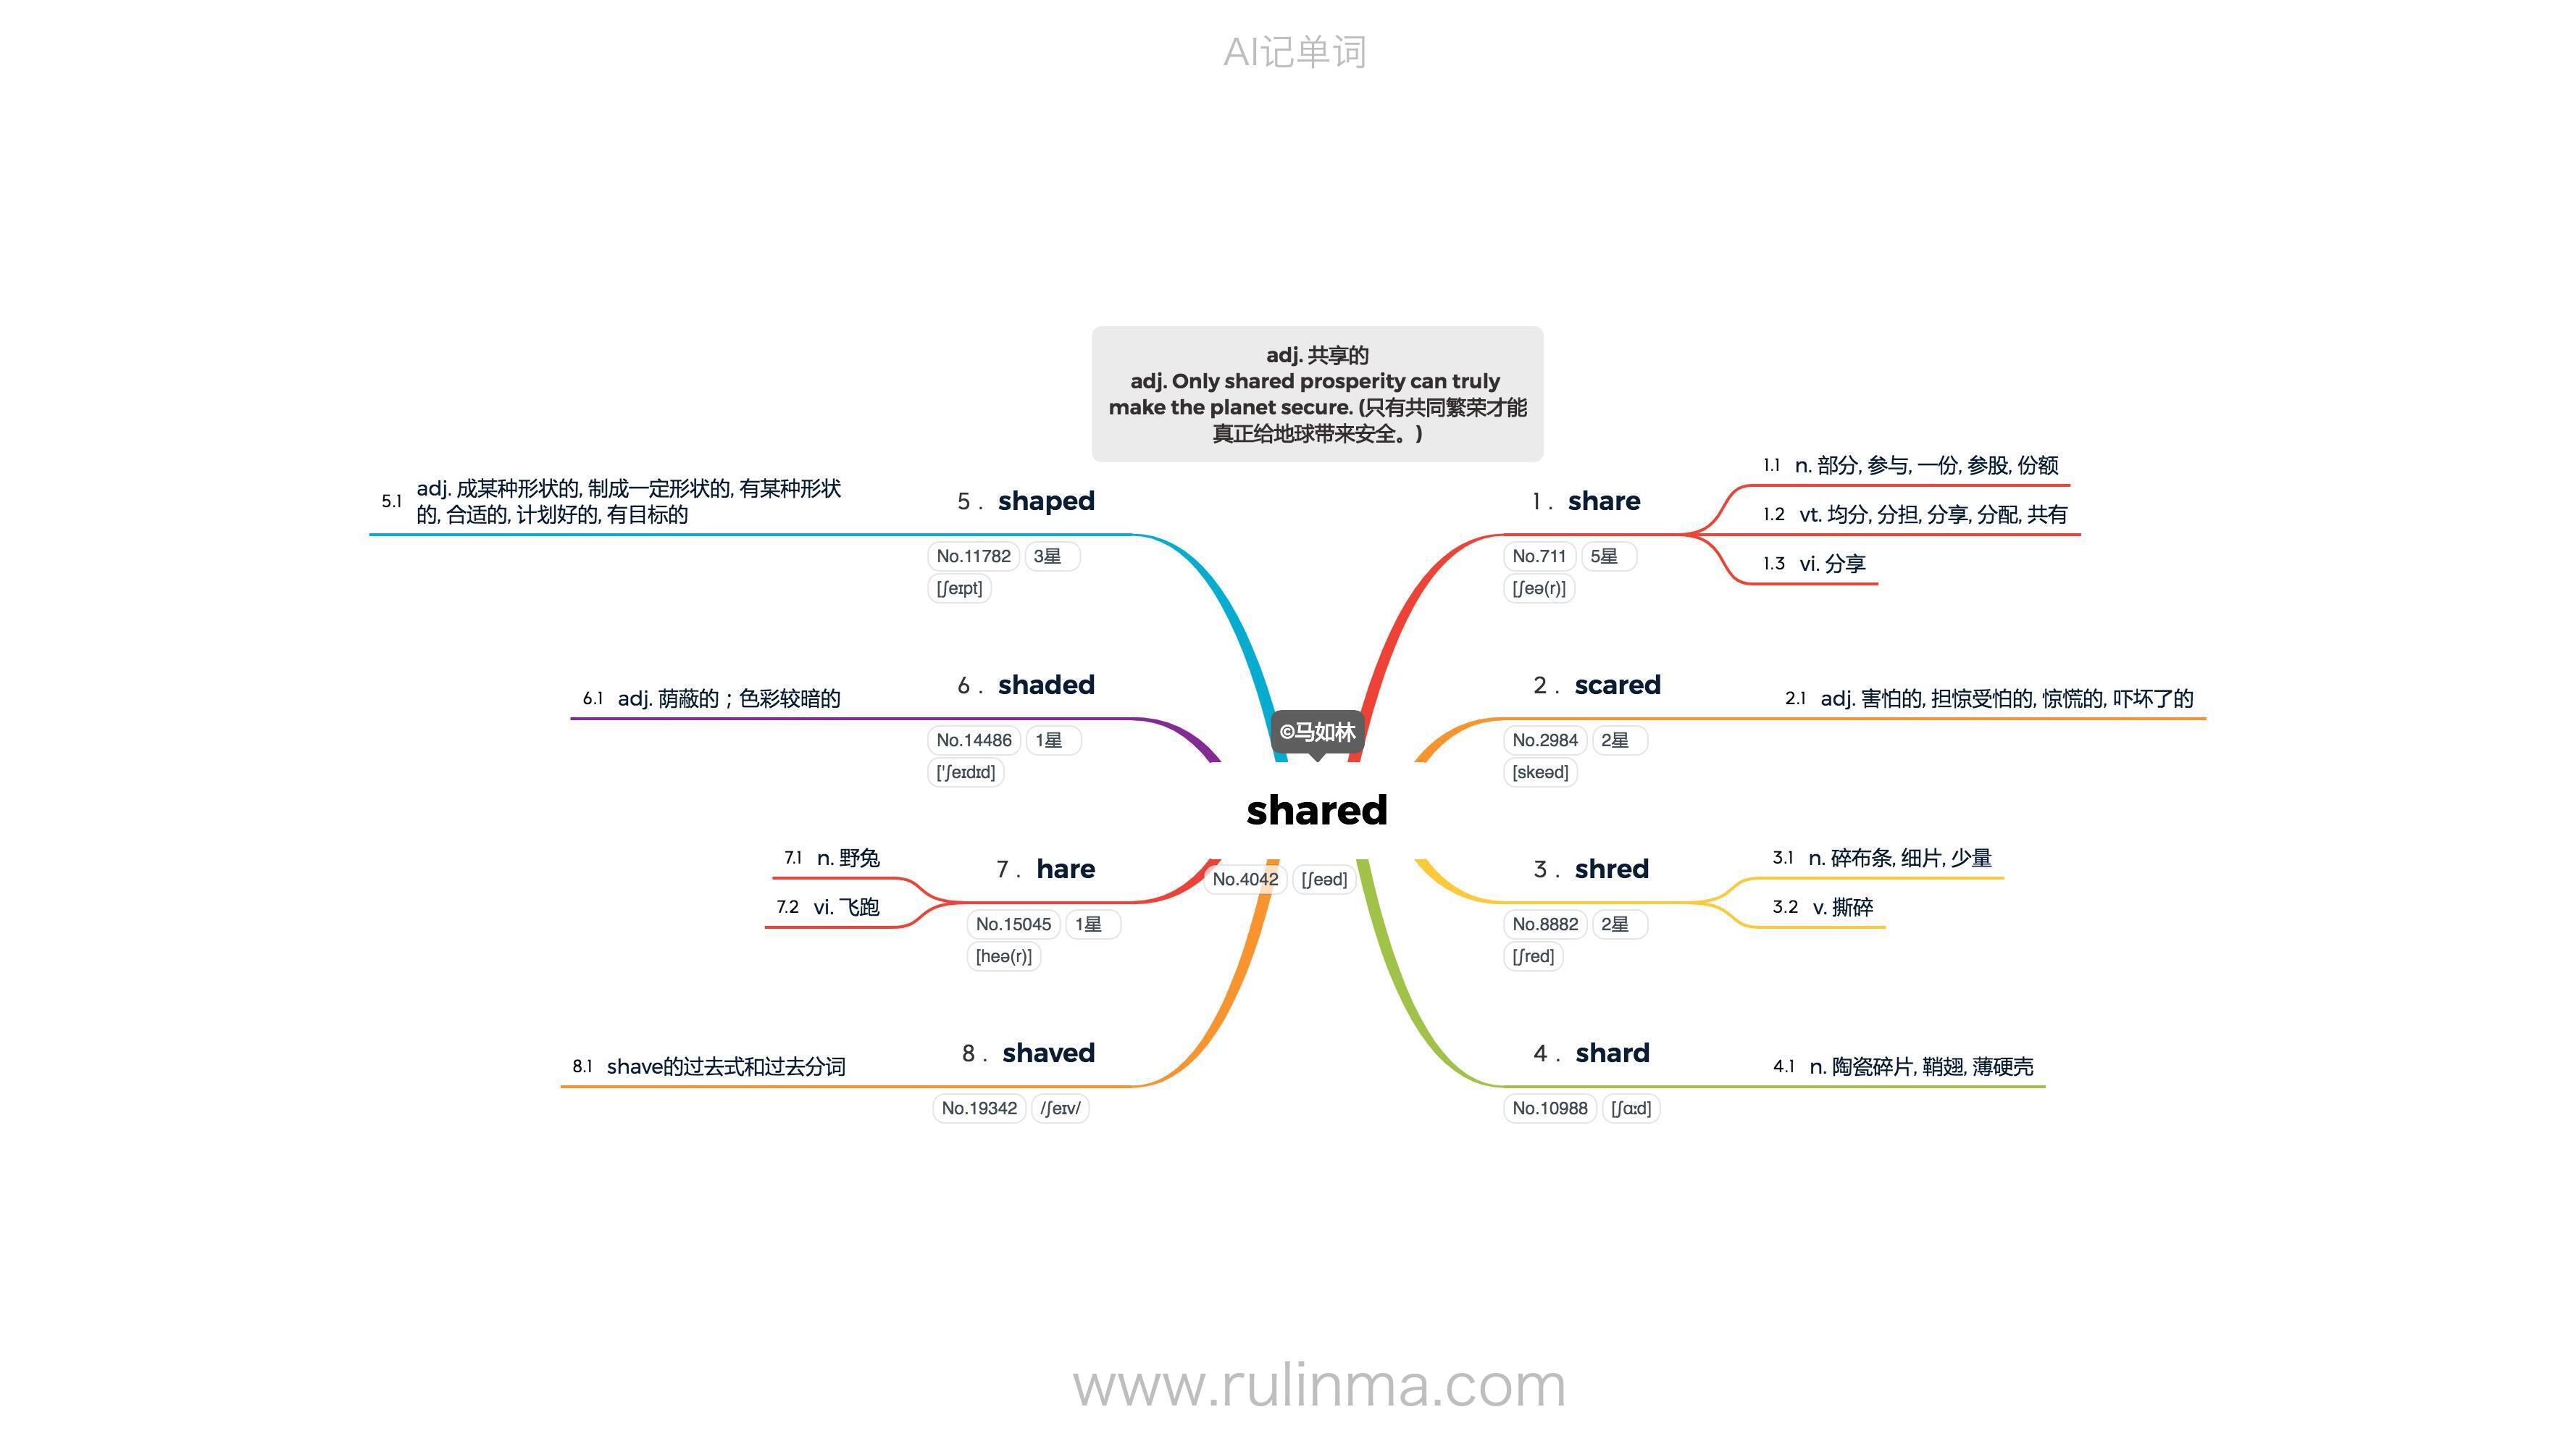 AI记单词
adj. 共享的
adj. Only shared prosperity can truly
make the planet secure. (只有共同繁荣才能
真正给地球带来安全。)
©马如林
shared
No.4042 [ʃeəd]
1 . share
No.711 5星
[ʃeə(r)]
1.1 n. 部分, 参与, 一份, 参股, 份额
1.2 vt. 均分, 分担, 分享, 分配, 共有
1.3 vi. 分享
2 . scared
No.2984 2星
[skeəd]
2.1 adj. 害怕的, 担惊受怕的, 惊慌的, 吓坏了的
3 . shred
No.8882 2星
[ʃred]
3.1 n. 碎布条, 细片, 少量
3.2 v. 撕碎
4 . shard
No.10988 [ʃɑːd]
4.1 n. 陶瓷碎片, 鞘翅, 薄硬壳
5 . shaped
No.11782 3星
[ʃeɪpt]
5.1 adj. 成某种形状的, 制成一定形状的, 有某种形状
的, 合适的, 计划好的, 有目标的
6 . shaded
No.14486 1星
['ʃeɪdɪd]
6.1 adj. 荫蔽的；色彩较暗的
7 . hare
No.15045 1星
[heə(r)]
7.1 n. 野兔
7.2 vi. 飞跑
8 . shaved
No.19342 /ʃeɪv/
8.1 shave的过去式和过去分词
www.rulinma.com